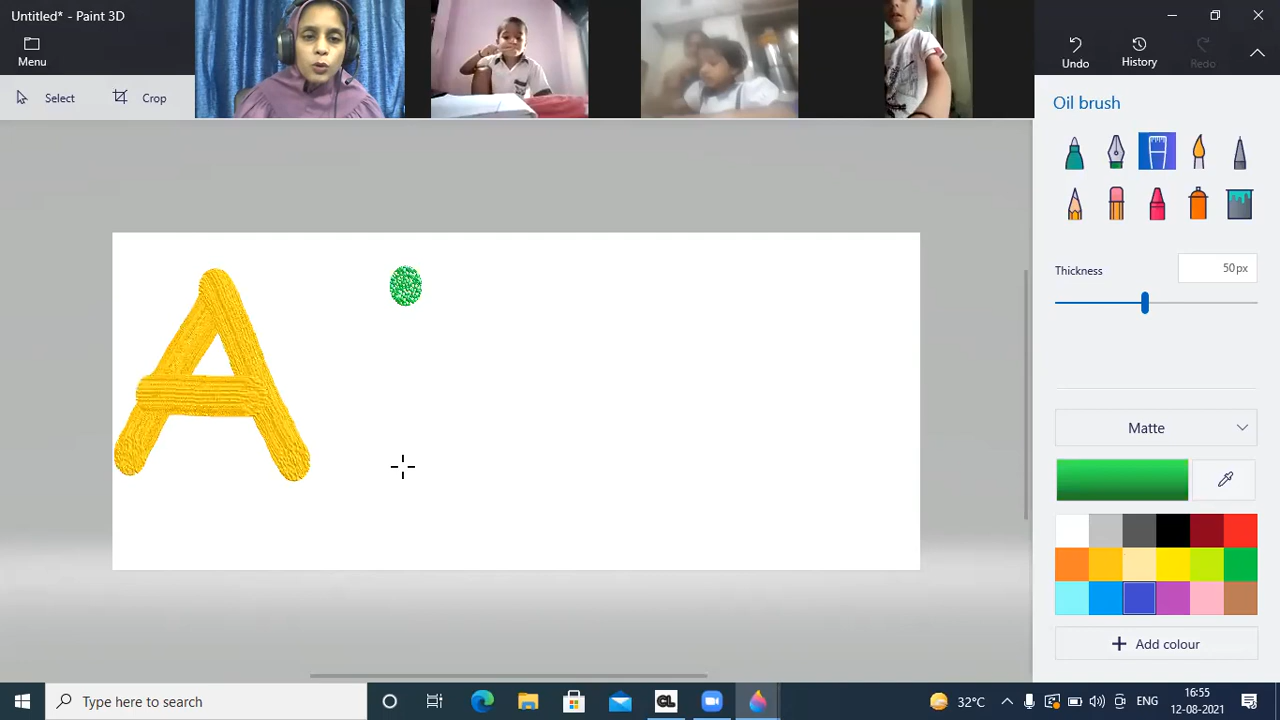 Untitled* - Paint 3D
Menu
Undo
History
Redo
Select
Crop
Oil brush
Thickness
50px
A
Matte
Add colour
CL
Type here to search
32°C
ENG
16:55
12-08-2021